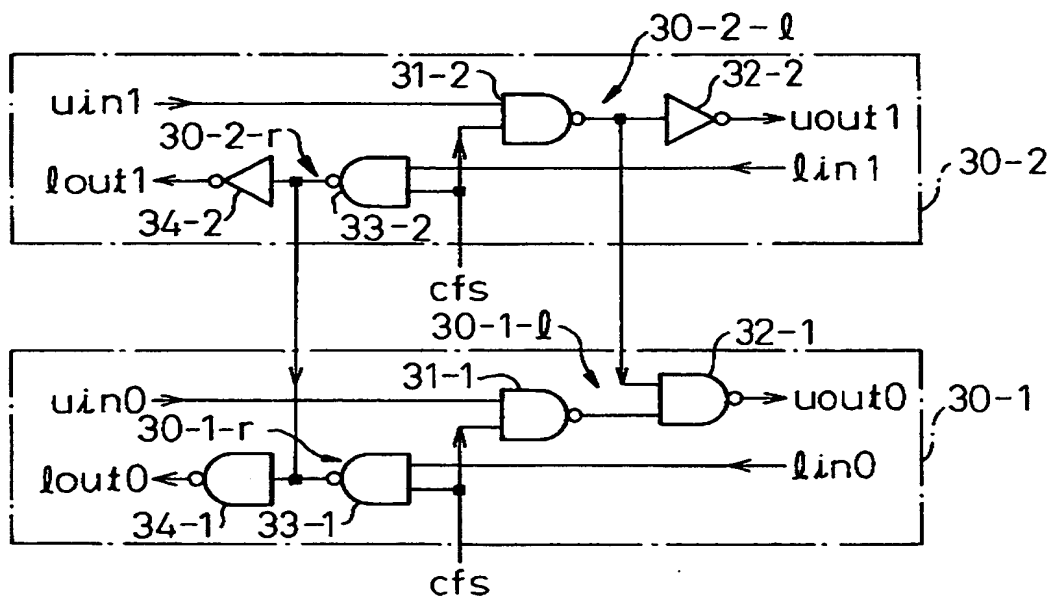 30-2-ℓ
31-2
32-2
uin1
uout1
30-2-r
ℓout1
ℓin1
30-2
34-2
33-2
cfs
30-1-ℓ
32-1
31-1
uin0
uout0
30-1
30-1-r
ℓout0
ℓin0
34-1
33-1
cfs